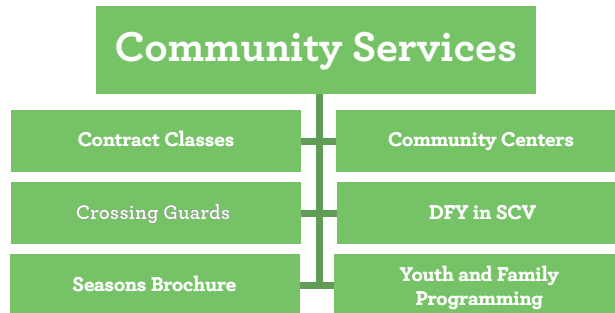 Community Services
Contract Classes
Community Centers
Crossing Guards
DFY in SCV
Seasons Brochure
Youth and Family
Programming